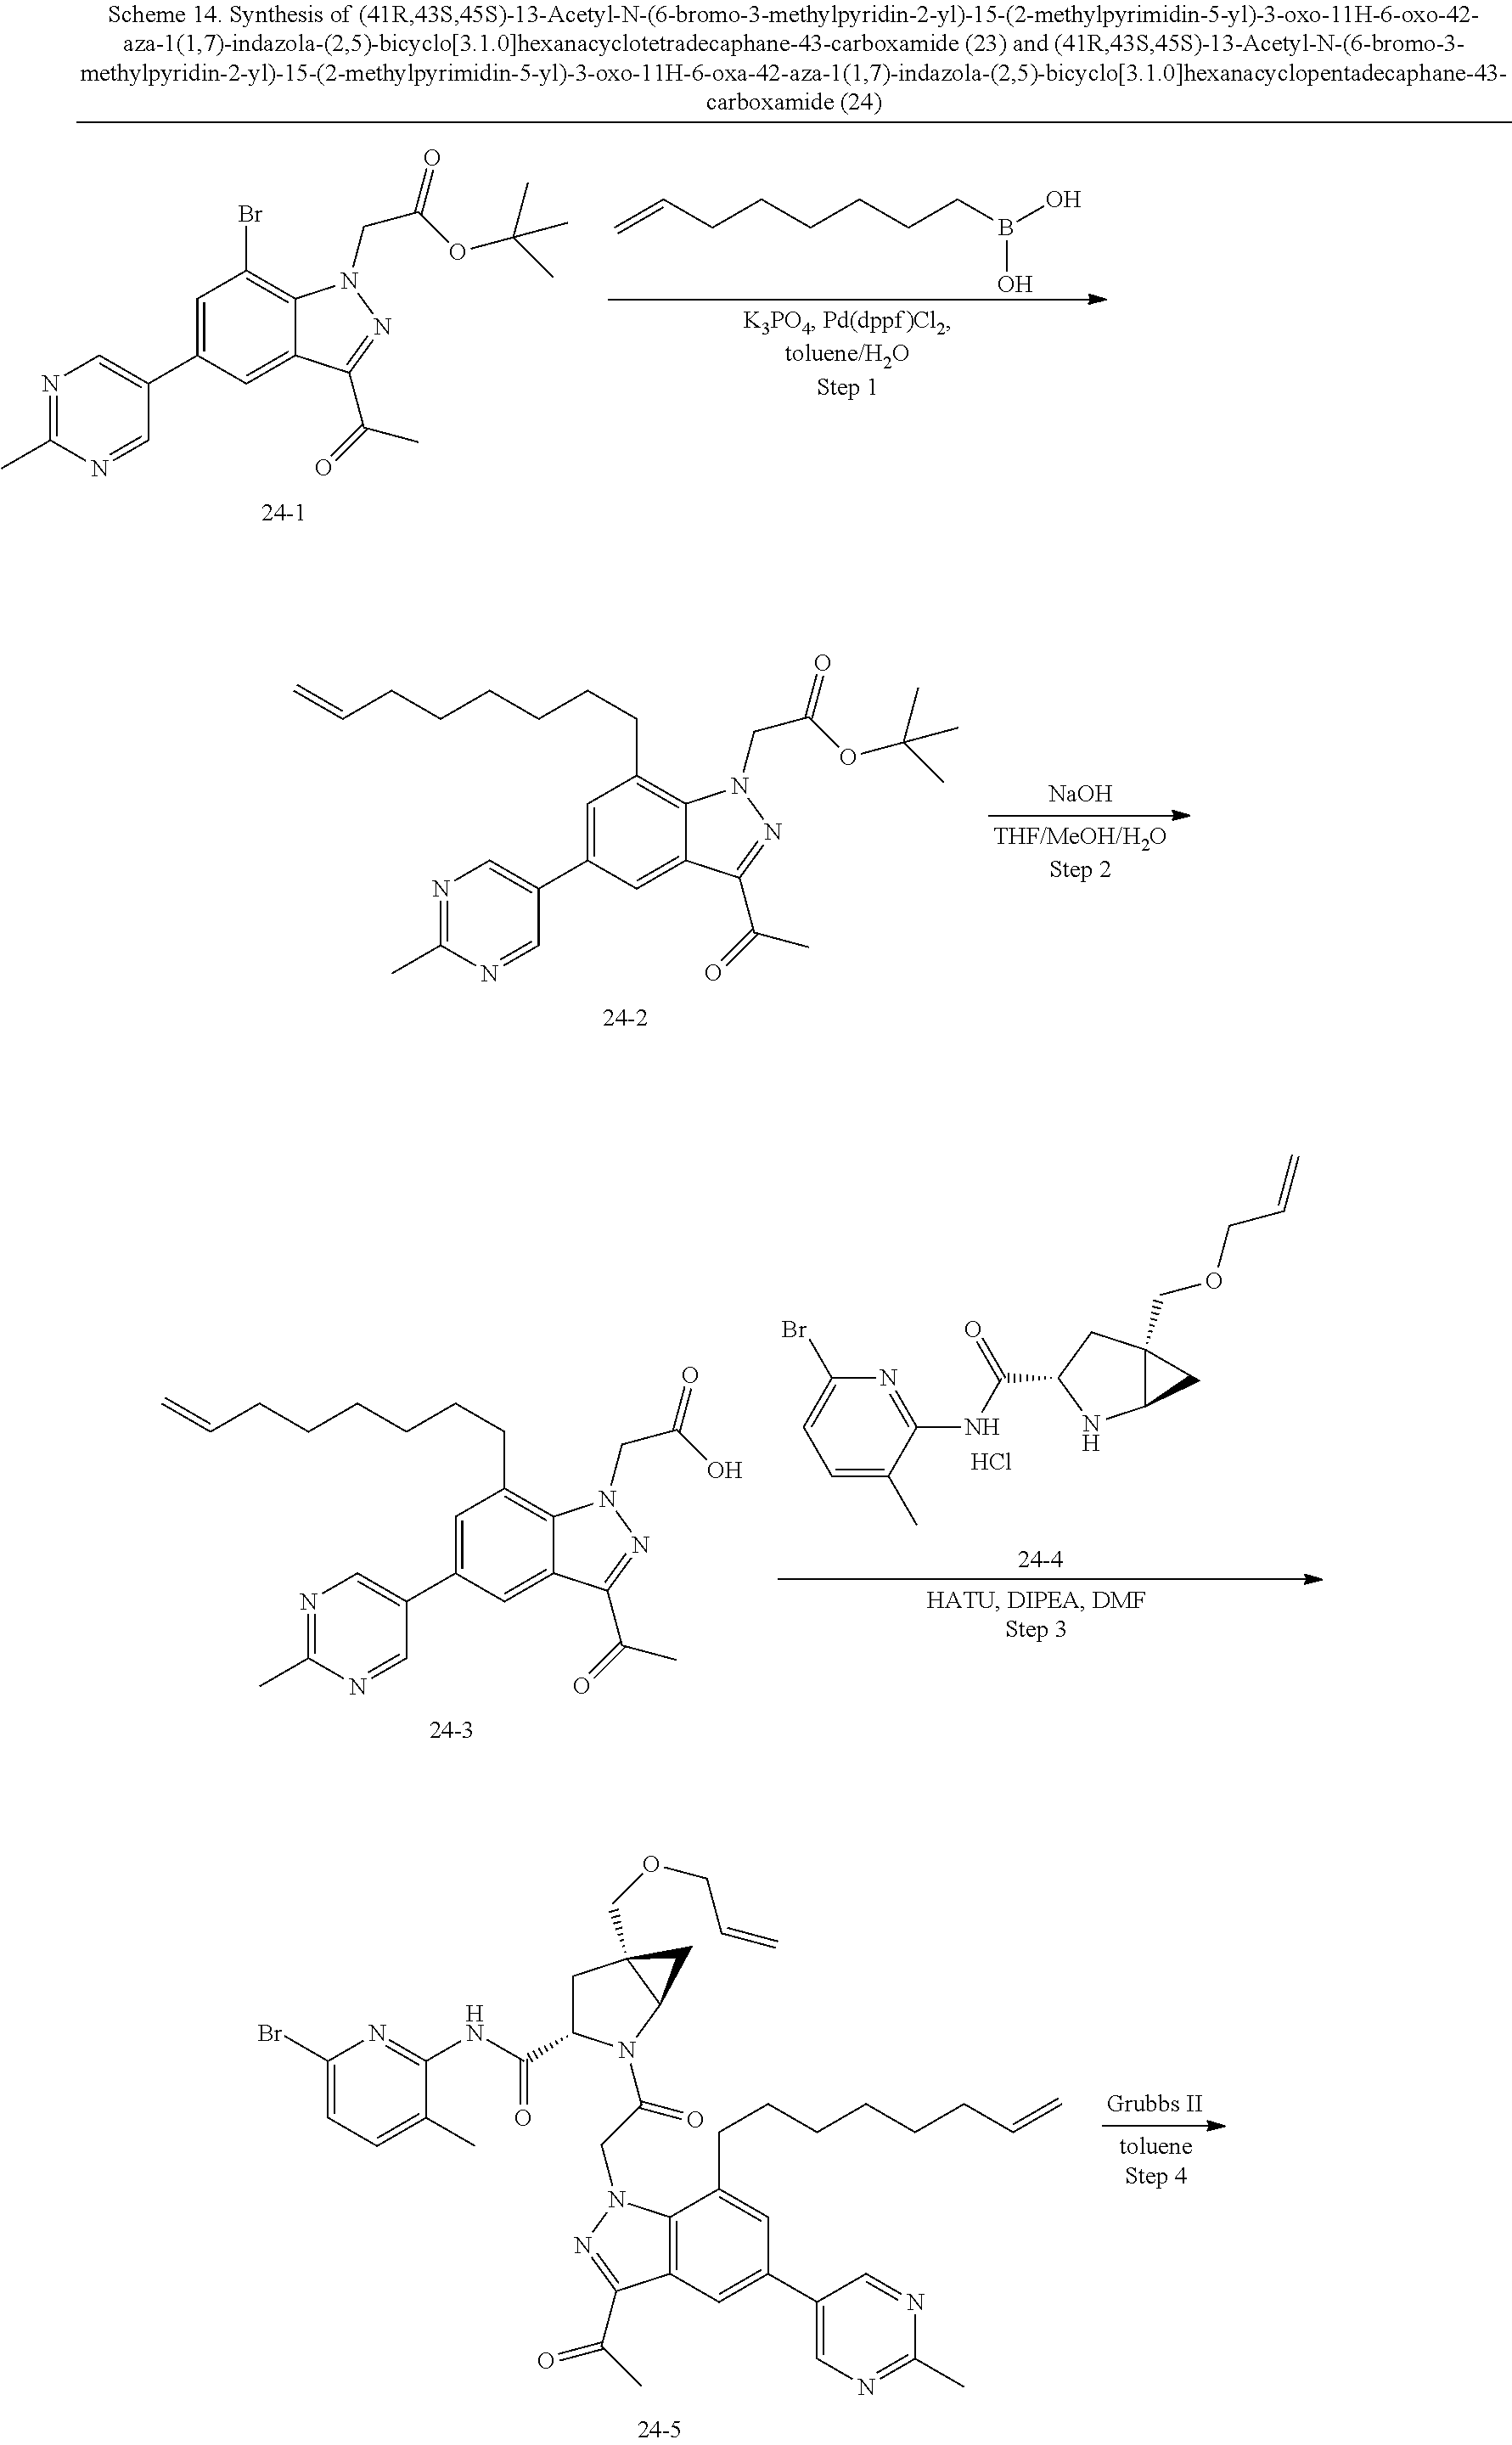 Scheme 14. Synthesis of (41R,43S,45S)-13-Acetyl-N-(6-bromo-3-methylpyridin-2-yl)-15-(2-methylpyrimidin-5-yl)-3-oxo-11H-6-oxo-42-
aza-1(1,7)-indazola-(2,5)-bicyclo[3.1.0]hexanacyclotetradecaphane-43-carboxamide (23) and (41R,43S,45S)-13-Acetyl-N-(6-bromo-3-
methylpyridin-2-yl)-15-(2-methylpyrimidin-5-yl)-3-oxo-11H-6-oxa-42-aza-1(1,7)-indazola-(2,5)-bicyclo[3.1.0]hexanacyclopentadecaphane-43-
carboxamide (24)
O
Br
O
N
N
N
N
O
24-1
OH
B
OH
K3PO4, Pd(dppf)Cl2,
toluene/H2O
Step 1
O
O
N
N
N
N
O
24-2
NaOH
THF/MeOH/H2O
Step 2
O
OH
N
N
N
N
O
24-3
O
Br
O
N
NH
N
H
HCl
24-4
HATU, DIPEA, DMF
Step 3
O
H
N
Br
N
N
O
O
N
N
N
N
O
24-5
Grubbs II
toluene
Step 4